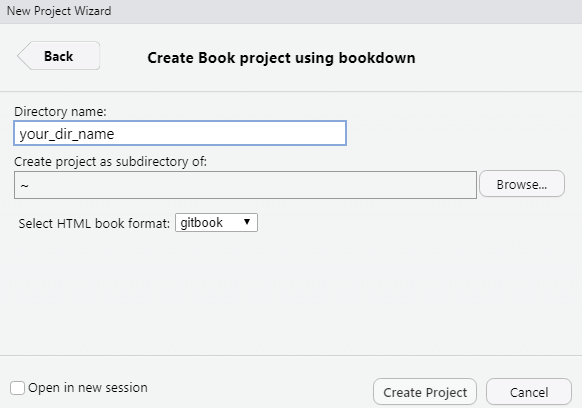 New Project Wizard
Back
Create Book project using bookdown
Directory name:
your_dir_name
Create project as subdirectory of:
~
Browse...
Select HTML book format: gitbook
Open in new session
Create Project
Cancel